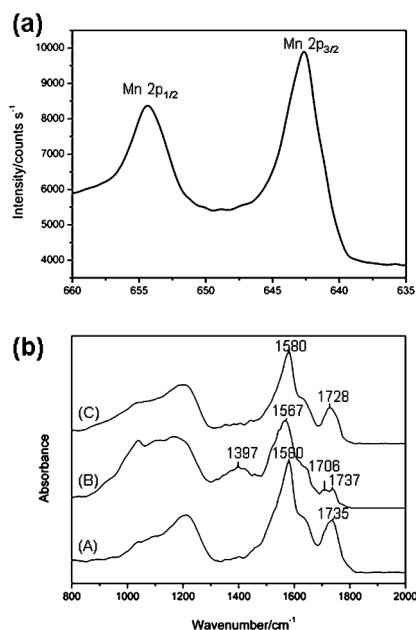 (a)
Mn 2p3/2
Mn 2p1/2
Intensity/counts s-1
10000
9000
8000
7000
6000
5000
4000
660 655 650 645 640 635
(b)
1580
(C)
1728
1567
1397
(B)
1580
1706
1737
(A)
1735
Absorbance
800 1000 1200 1400 1600 1800 2000
Wavenumber/cm-1